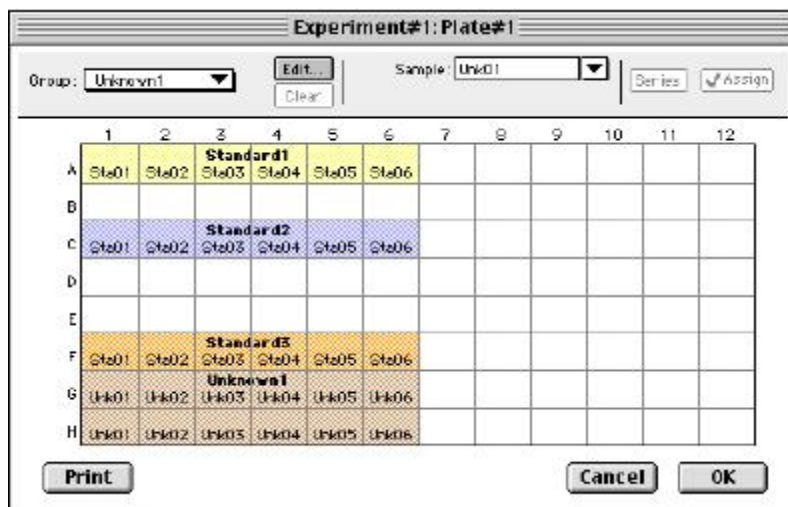 Experiment#1: Plate#1
Group: Unknown1 Edit... Sample: Unk01 Series Assign
Clear
1 2 3 4 5 6 7 8 9 10 11 12
Standard1
A Sta01 Sta02 Sta03 Sta04 Sta05 Sta06
B
Standard2
C Sta01 Sta02 Sta03 Sta04 Sta05 Sta06
D
E
Standard3
F Sta01 Sta02 Sta03 Sta04 Sta05 Sta06
Unknown1
G Unk01 Unk02 Unk03 Unk04 Unk05 Unk06
H Unk01 Unk02 Unk03 Unk04 Unk05 Unk06
Print Cancel OK